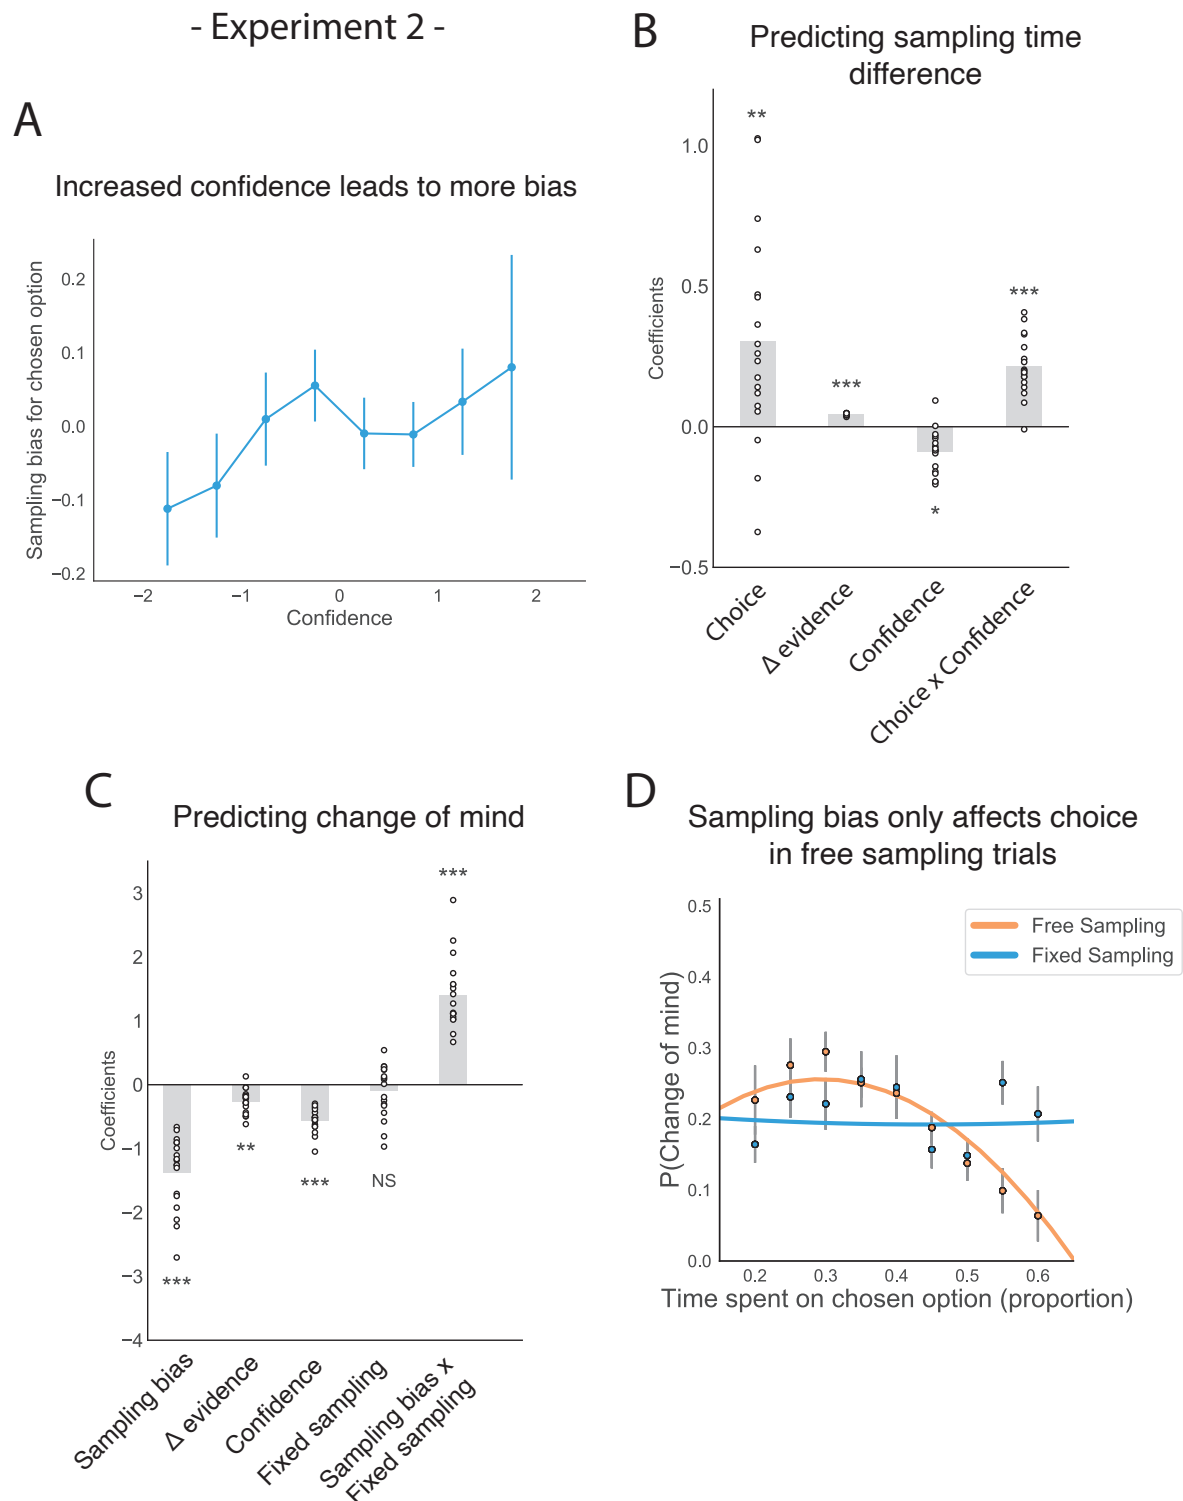 - Experiment 2 -
A
Increased confidence leads to more bias
Sampling bias for chosen option
0.2
0.1
0.0
−0.1
−0.2
−2
−1
0
1
2
Confidence
B
Predicting sampling time
difference
Coefficients
1.0
0.5
0.0
−0.5
**
***
*
***
Choice
Δ evidence
Confidence
Choice x Confidence
C
Predicting change of mind
Coefficients
3
2
1
0
−1
−2
−3
−4
***
**
***
NS
***
Sampling bias
Δ evidence
Confidence
Fixed sampling
Sampling bias x
Fixed sampling
D
Sampling bias only affects choice
in free sampling trials
P(Change of mind)
0.5
0.4
0.3
0.2
0.1
0.0
Free Sampling
Fixed Sampling
0.2
0.3
0.4
0.5
0.6
Time spent on chosen option (proportion)